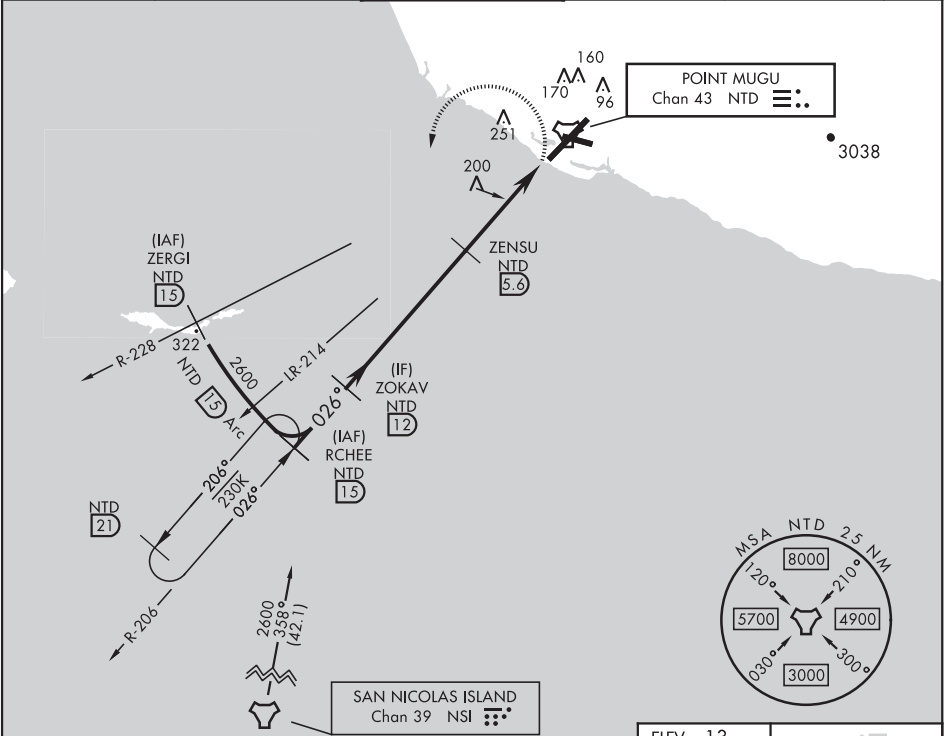 160
170
96
251
POINT MUGU
Chan 43 NTD
3038
200
ZENSU
NTD
5.6
(IAF)
ZERGI
NTD
15
322
R-228
2600
LR-214
NTD 15 Arc
026°
(IF)
ZOKAV
NTD
12
(IAF)
RCHEE
NTD
15
206°
230K
026°
NTD
21
R-206
2600
358°
(42.1)
SAN NICOLAS ISLAND
Chan 39 NSI
MSA NTD 25 NM
8000
120°
210°
5700
4900
030°
300°
3000
ELEV 12